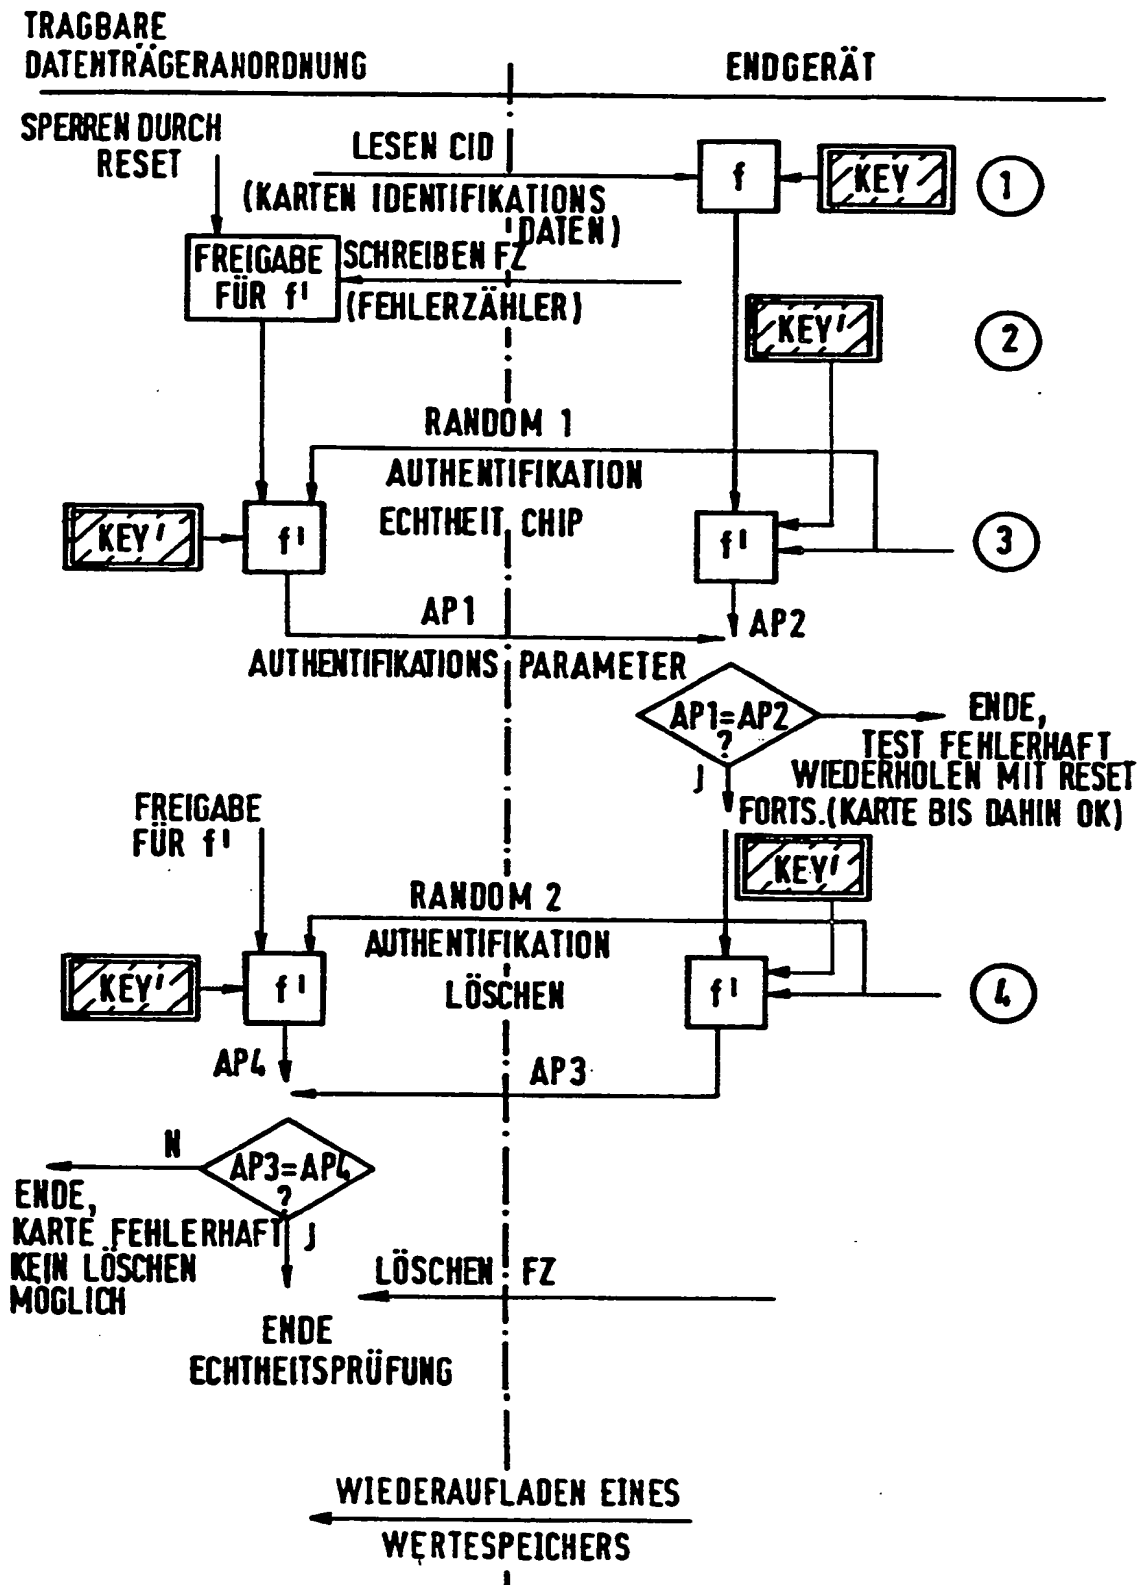 TRAGBARE
DATENTRÄGERANORDNUNG
ENDGERÄT
SPERREN DURCH
RESET
LESEN CID
(KARTEN IDENTIFIKATIONS
DATEN)
f
KEY
1
FREIGABE
FÜR f'
SCHREIBEN FZ
(FEHLERZÄHLER)
KEY'
2
RANDOM 1
AUTHENTIFIKATION
ECHTHEIT CHIP
KEY'
f'
f'
3
AP1
AP2
AUTHENTIFIKATIONS PARAMETER
AP1=AP2
?
J
ENDE,
TEST FEHLERHAFT
WIEDERHOLEN MIT RESET
FORTS.(KARTE BIS DAHIN OK)
FREIGABE
FÜR f'
KEY'
RANDOM 2
AUTHENTIFIKATION
LÖSCHEN
KEY'
f'
f'
4
AP4
AP3
N
AP3=AP4
?
J
ENDE,
KARTE FEHLERHAFT
KEIN LÖSCHEN
MÖGLICH
LÖSCHEN FZ
ENDE
ECHTHEITSPRÜFUNG
WIEDERAUFLADEN EINES
WERTESPEICHERS